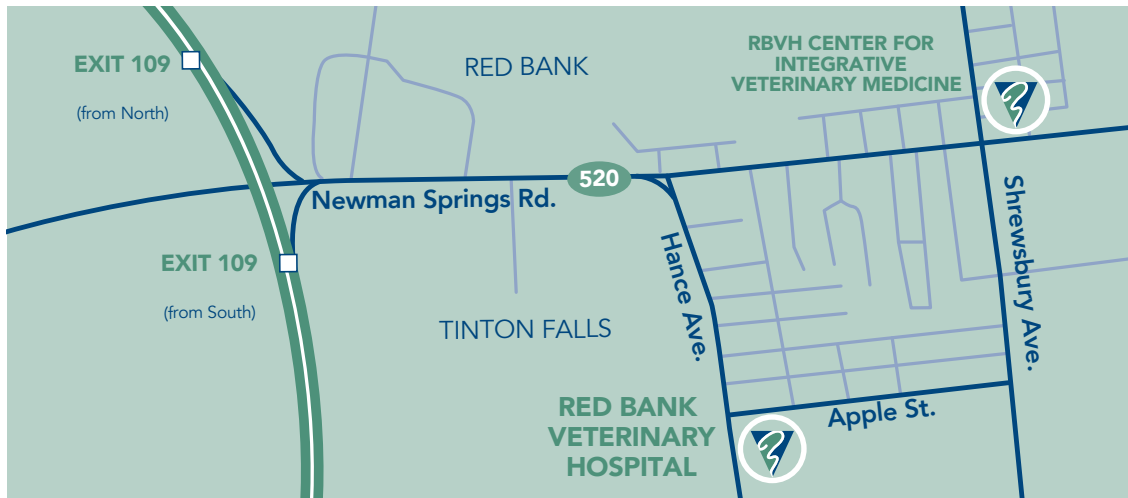 EXIT 109
(from North)
RED BANK
RBVH CENTER FOR
INTEGRATIVE
VETERINARY MEDICINE
520
Newman Springs Rd.
Shrewsbury Ave.
Hance Ave.
EXIT 109
(from South)
TINTON FALLS
RED BANK
VETERINARY
HOSPITAL
Apple St.